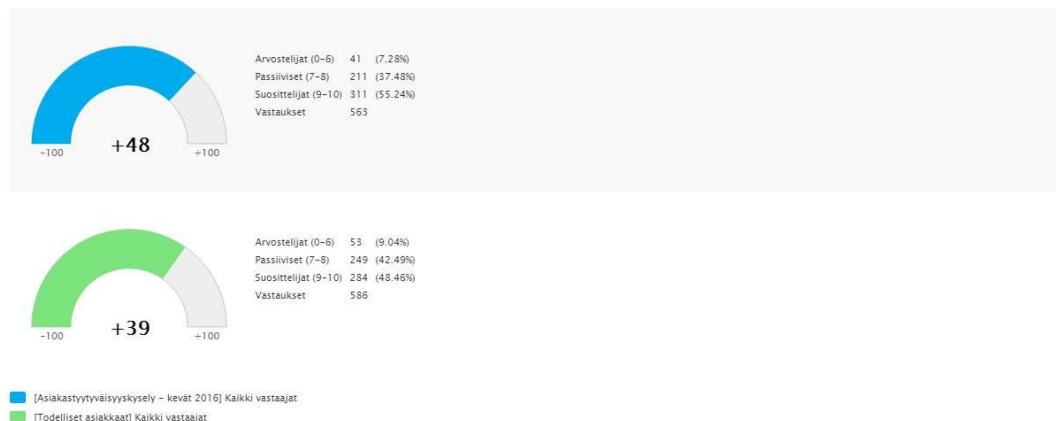 Arvostelijat (0-6) 41 (7.28%)
Passiiviset (7-8) 211 (37.48%)
Suosittelijat (9-10) 311 (55.24%)
Vastaukset 563
+48
-100 +100
Arvostelijat (0-6) 53 (9.04%)
Passiiviset (7-8) 249 (42.49%)
Suosittelijat (9-10) 284 (48.46%)
Vastaukset 586
+39
-100 +100
[Asiakastyytyväisyyskysely - kevät 2016] Kaikki vastaajat
[Todelliset asiakkaat] Kaikki vastaajat